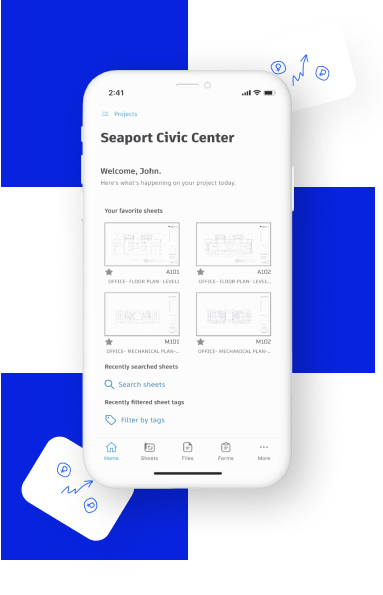 2:41
Projects
Seaport Civic Center
Welcome, John.
Here's what's happening on your project today.
Your favorite sheets
A101 A102
OFFICE- FLOOR PLAN- LEVEL1 OFFICE- FLOOR PLAN- LEVEL...
M101 M102
OFFICE- MECHANICAL PLAN-... OFFICE- MECHANICAL PLAN-...
Recently searched sheets
Search sheets
Recently filtered sheet tags
Filter by tags
Home Sheets Files Forms More